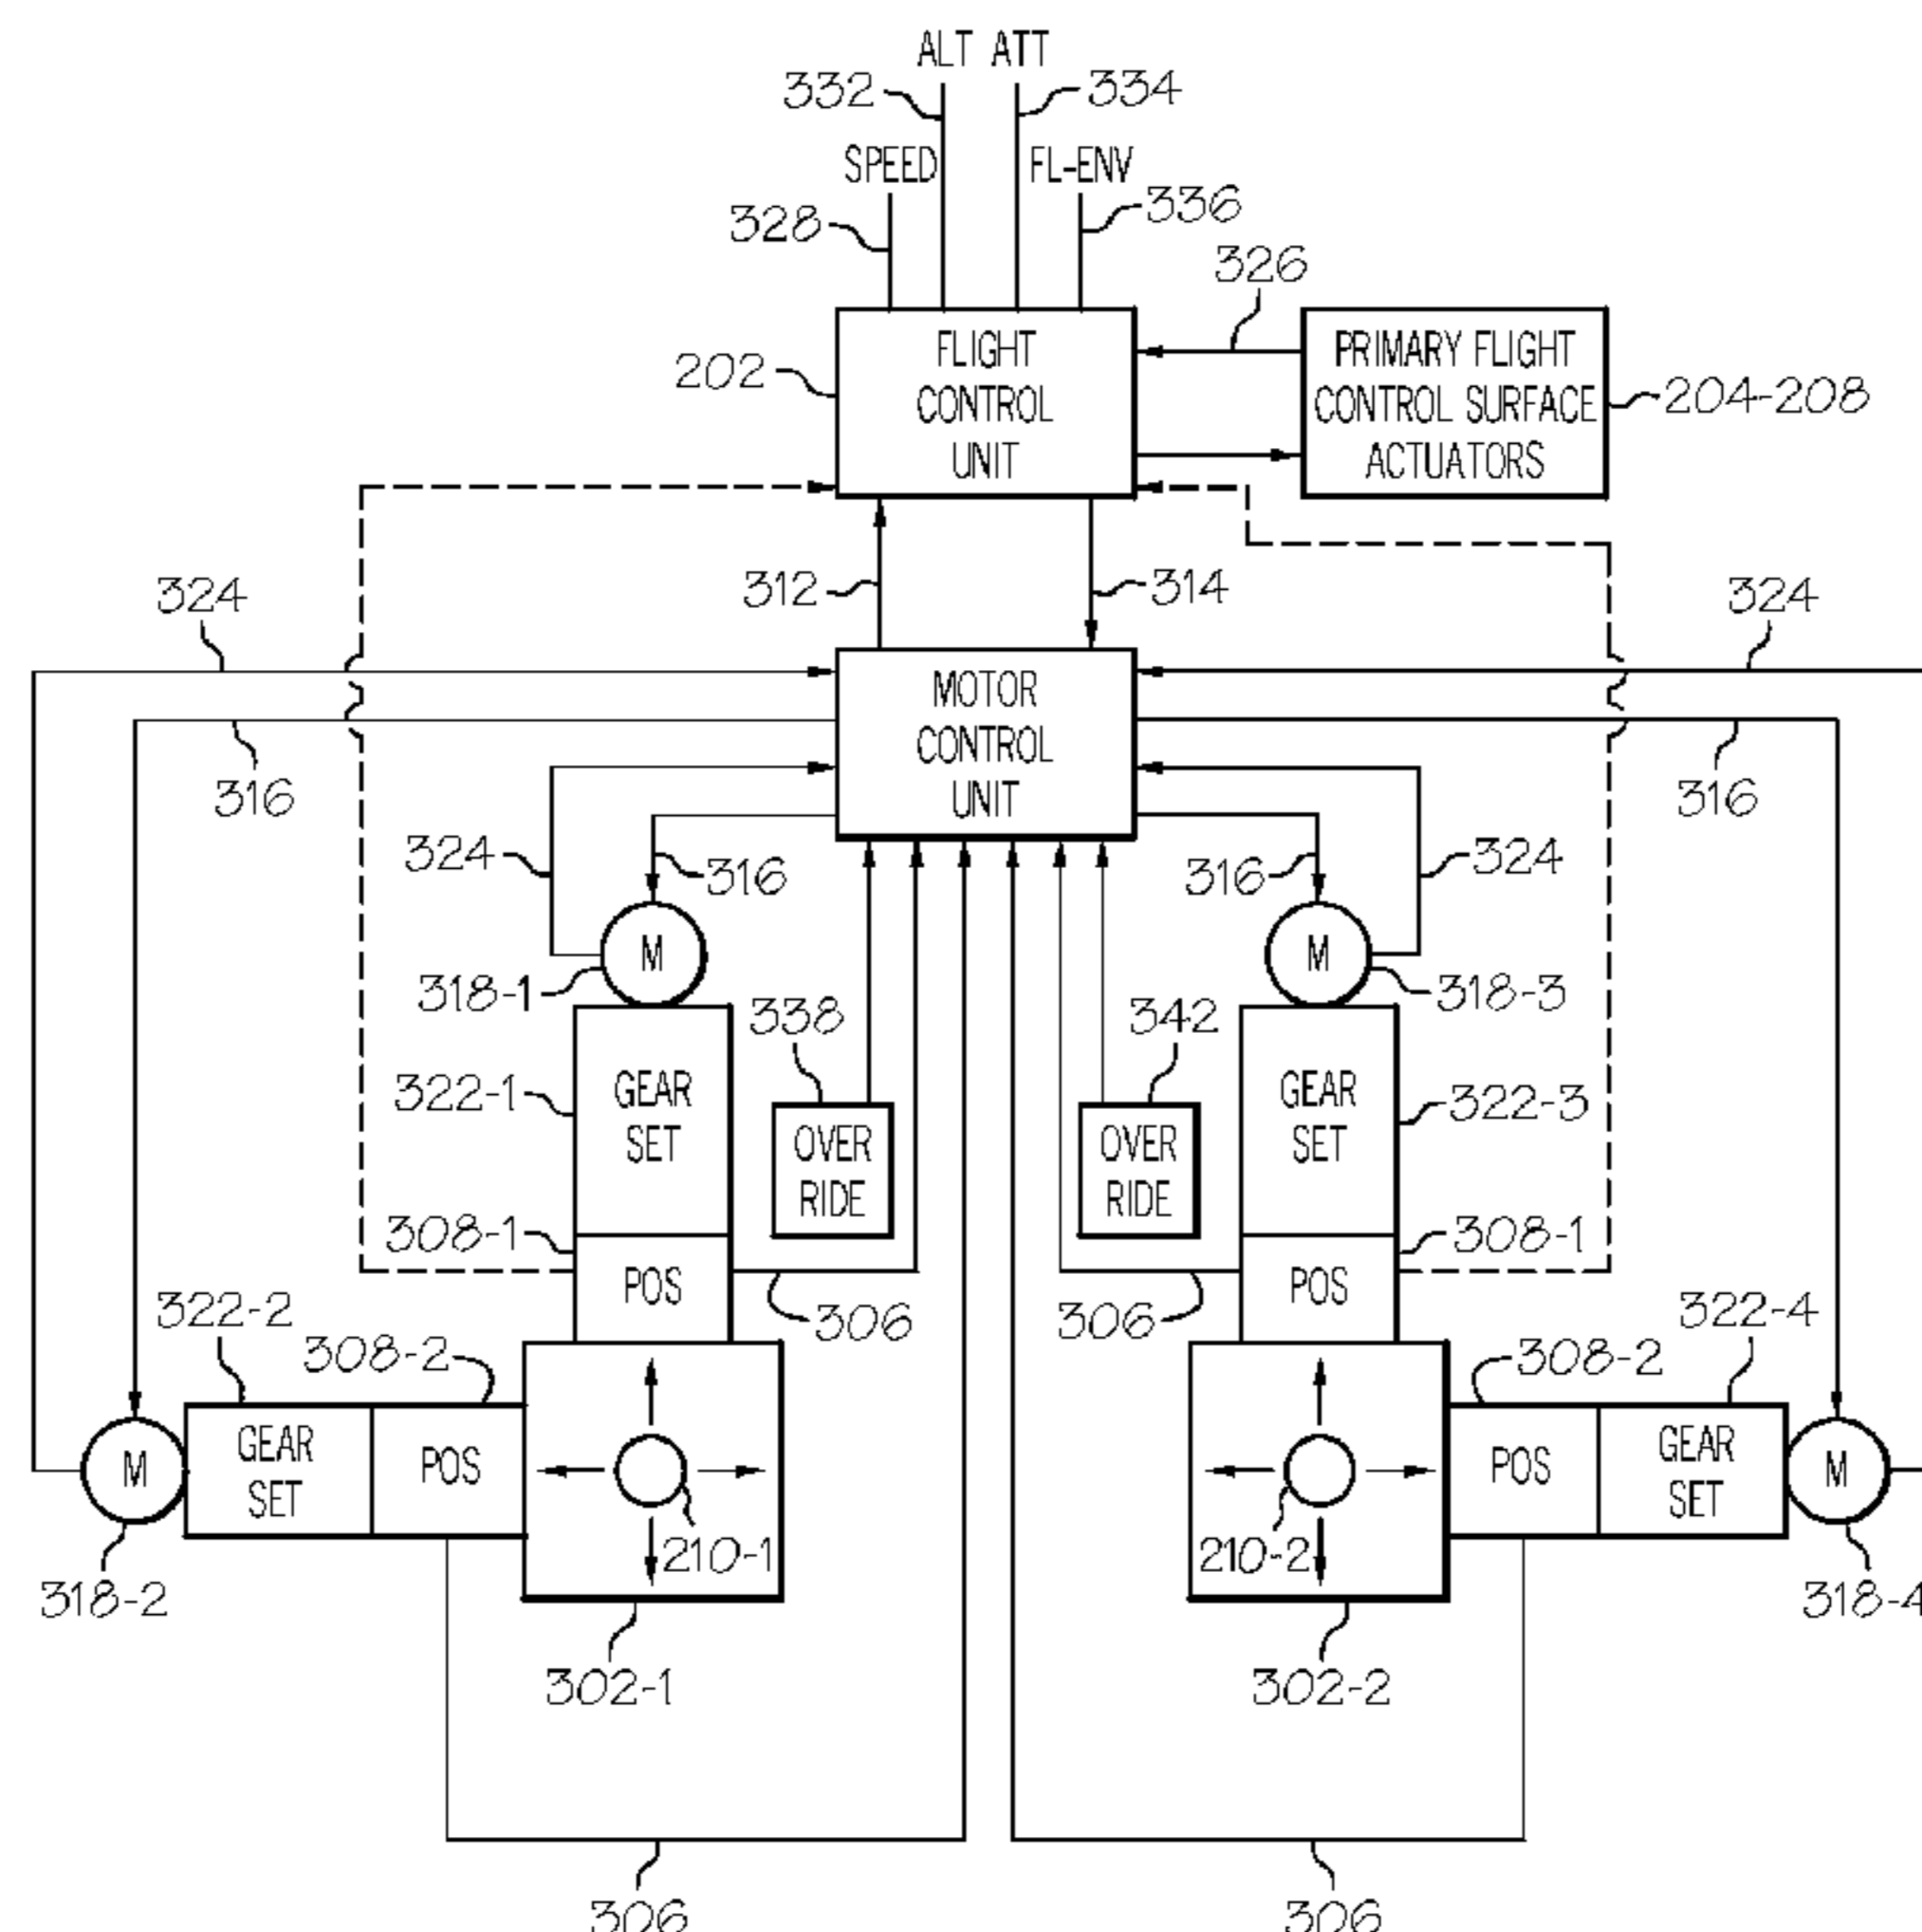 ALT ATT
332
334
SPEED
FL-ENV
328
336
326
202
FLIGHT
CONTROL
UNIT
PRIMARY FLIGHT
CONTROL SURFACE
ACTUATORS
204-208
312
314
324
324
MOTOR
CONTROL
UNIT
316
316
324
316
316
324
M
M
318-1
318-3
338
342
322-1
GEAR
SET
GEAR
SET
322-3
OVER
RIDE
OVER
RIDE
308-1
308-1
POS
POS
306
306
322-2
308-2
308-2
322-4
M
GEAR
SET
POS
POS
GEAR
SET
M
210-1
210-2
318-2
318-4
302-1
302-2
306
306